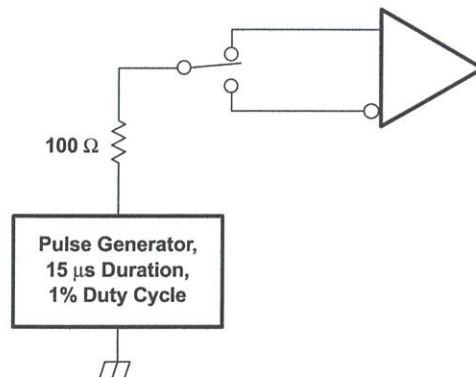 100 Ω
Pulse Generator,
15 μs Duration,
1% Duty Cycle